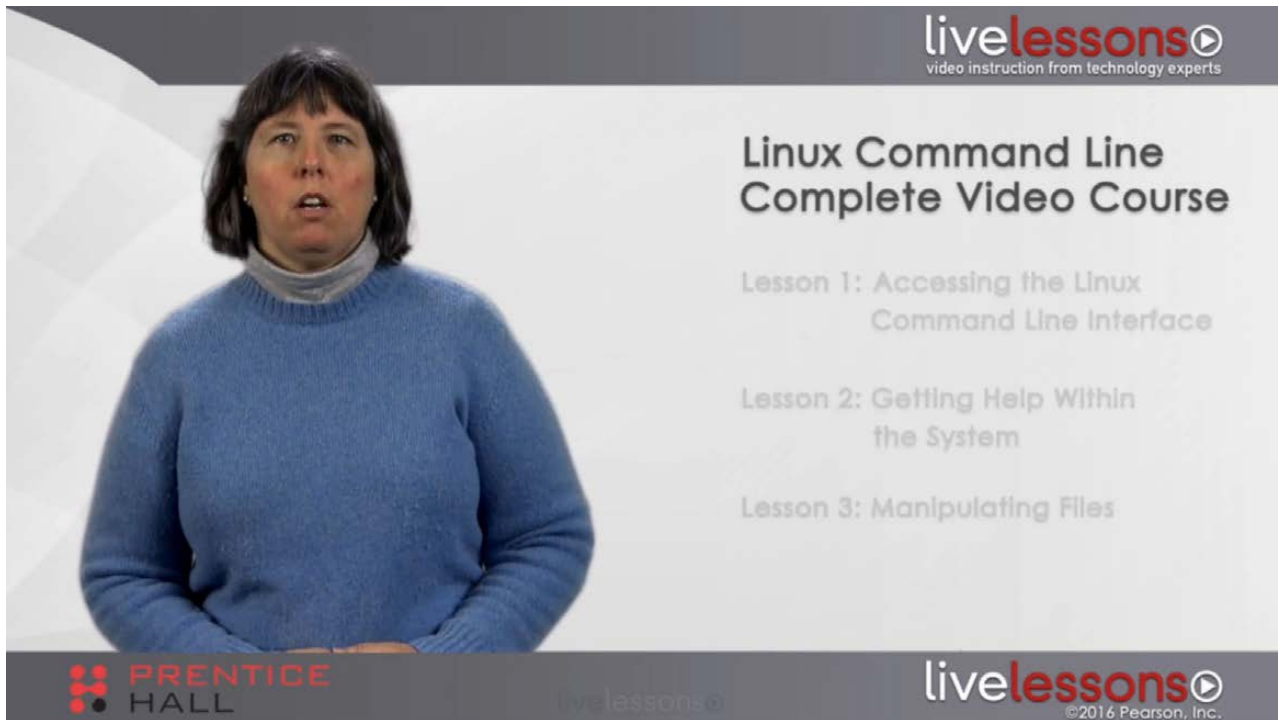 livelessons
video instruction from technology experts
Linux Command Line
Complete Video Course
Lesson 1: Accessing the Linux
Command Line Interface
Lesson 2: Getting Help Within
the System
Lesson 3: Manipulating Files
PRENTICE
HALL
livelessons
livelessons
©2016 Pearson, Inc.